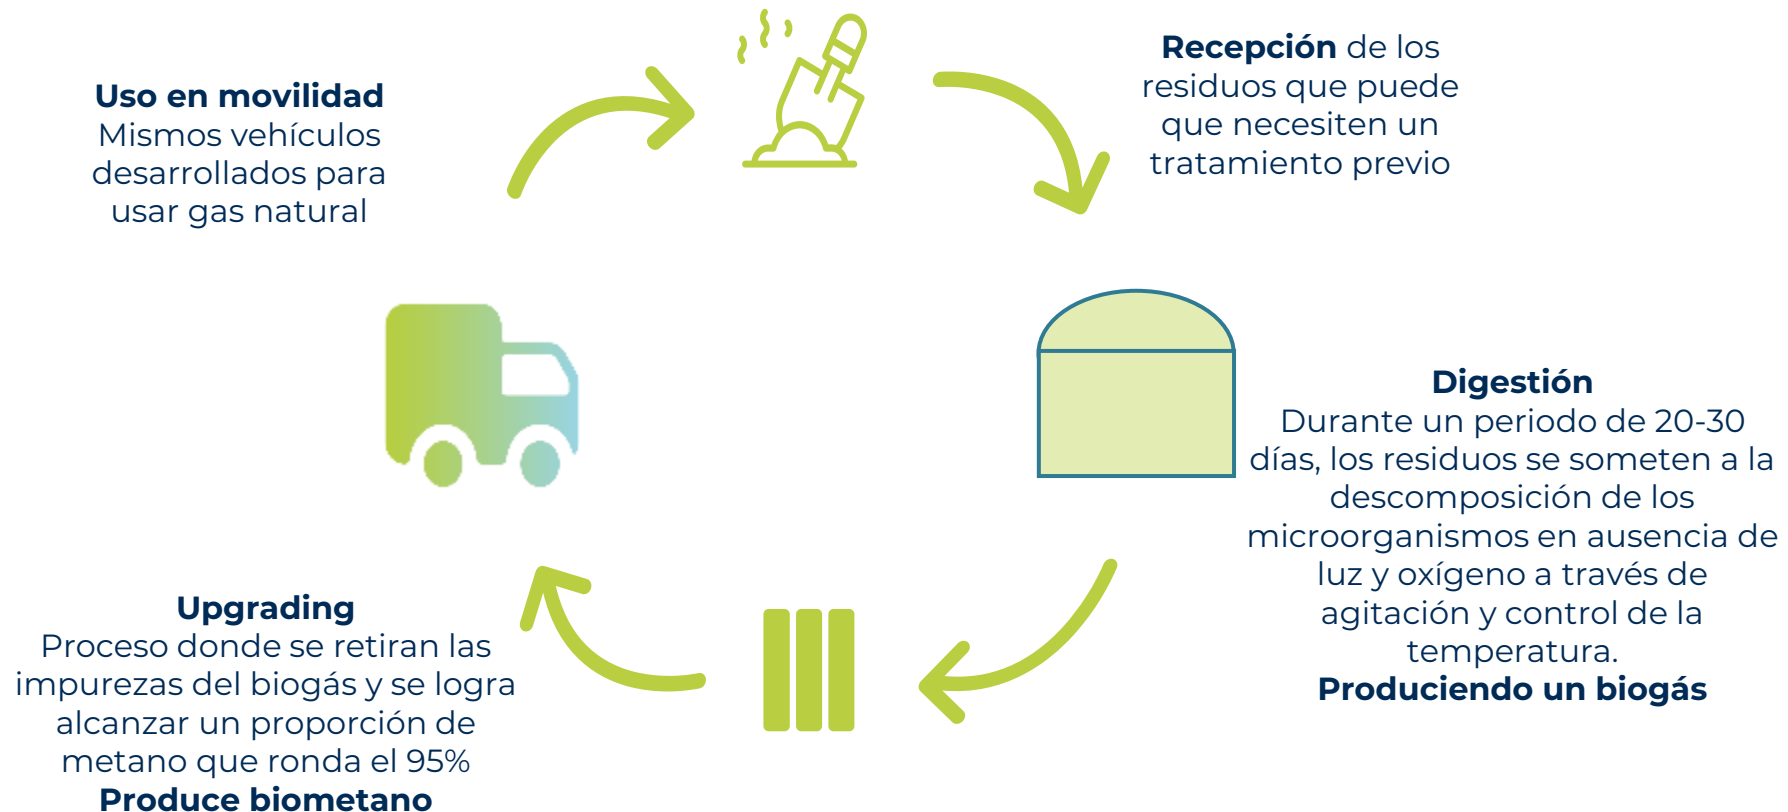 Uso en movilidad
Mismos vehículos
desarrollados para
usar gas natural
Recepción de los
residuos que puede
que necesiten un
tratamiento previo
Digestión
Durante un periodo de 20-30
días, los residuos se someten a la
descomposición de los
microorganismos en ausencia de
luz y oxígeno a través de
agitación y control de la
temperatura.
Produciendo un biogás
Upgrading
Proceso donde se retiran las
impurezas del biogás y se logra
alcanzar un proporción de
metano que ronda el 95%
Produce biometano